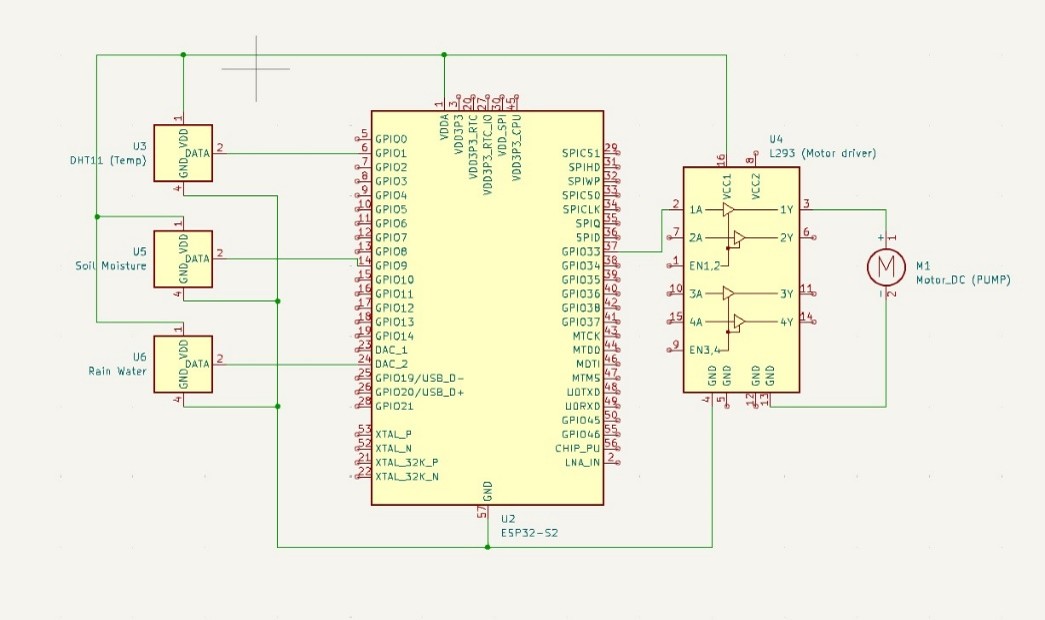 U3
DHT11 (Temp)
1
GND VDD
DATA
2
4
U5
Soil Moisture
1
GND VDD
DATA
2
4
U6
Rain Water
1
GND VDD
DATA
2
4
1
3
20
27
30
45
VDDA
VDD3P3
VDD3P3_RTC
VDD3P3_RTC_IO
VDD_SPI
VDD3P3_CPU
5 GPIO0
6 GPIO1
7 GPIO2
8 GPIO3
9 GPIO4
10 GPIO5
11 GPIO6
12 GPIO7
13 GPIO8
14 GPIO9
15 GPIO10
16 GPIO11
17 GPIO12
18 GPIO13
19 GPIO14
23 DAC_1
24 DAC_2
25 GPIO19/USB_D-
26 GPIO20/USB_D+
28 GPIO21
53 XTAL_P
52 XTAL_N
21 XTAL_32K_P
22 XTAL_32K_N
SPICS1 29
SPIHD 31
SPIWP 32
SPICS0 33
SPICLK 34
SPIQ 35
SPID 36
GPIO33 37
GPIO34 38
GPIO35 39
GPIO36 40
GPIO38 42
GPIO37 41
MTCK 43
MTDO 44
MDTI 46
MTMS 47
U0TXD 48
U0RXD 49
GPIO45 50
GPIO46 55
CHIP_PU 56
LNA_IN 2
GND
57
U2
ESP32-S2
U4
L293 (Motor driver)
16
8
VCC1
VCC2
2 1A 1Y 3
7 2A 2Y 6
1 EN1,2
10 3A 3Y 11
15 4A 4Y 14
9 EN3,4
GND GND GND GND
4 5 12 13
+ 1
M
- 2
M1
Motor_DC (PUMP)